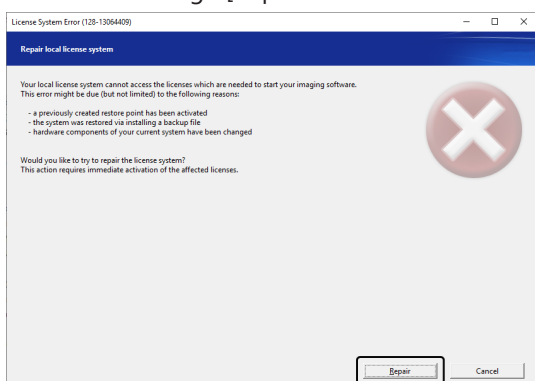 License System Error (128-13064409)
Repair local license system
Your local license system cannot access the licenses which are needed to start your imaging software.
This error might be due (but not limited) to the following reasons:
- a previously created restore point has been activated
- the system was restored via installing a backup file
- hardware components of your current system have been changed
Would you like to try to repair the license system?
This action requires immediate activation of the affected licenses.
Repair
Cancel